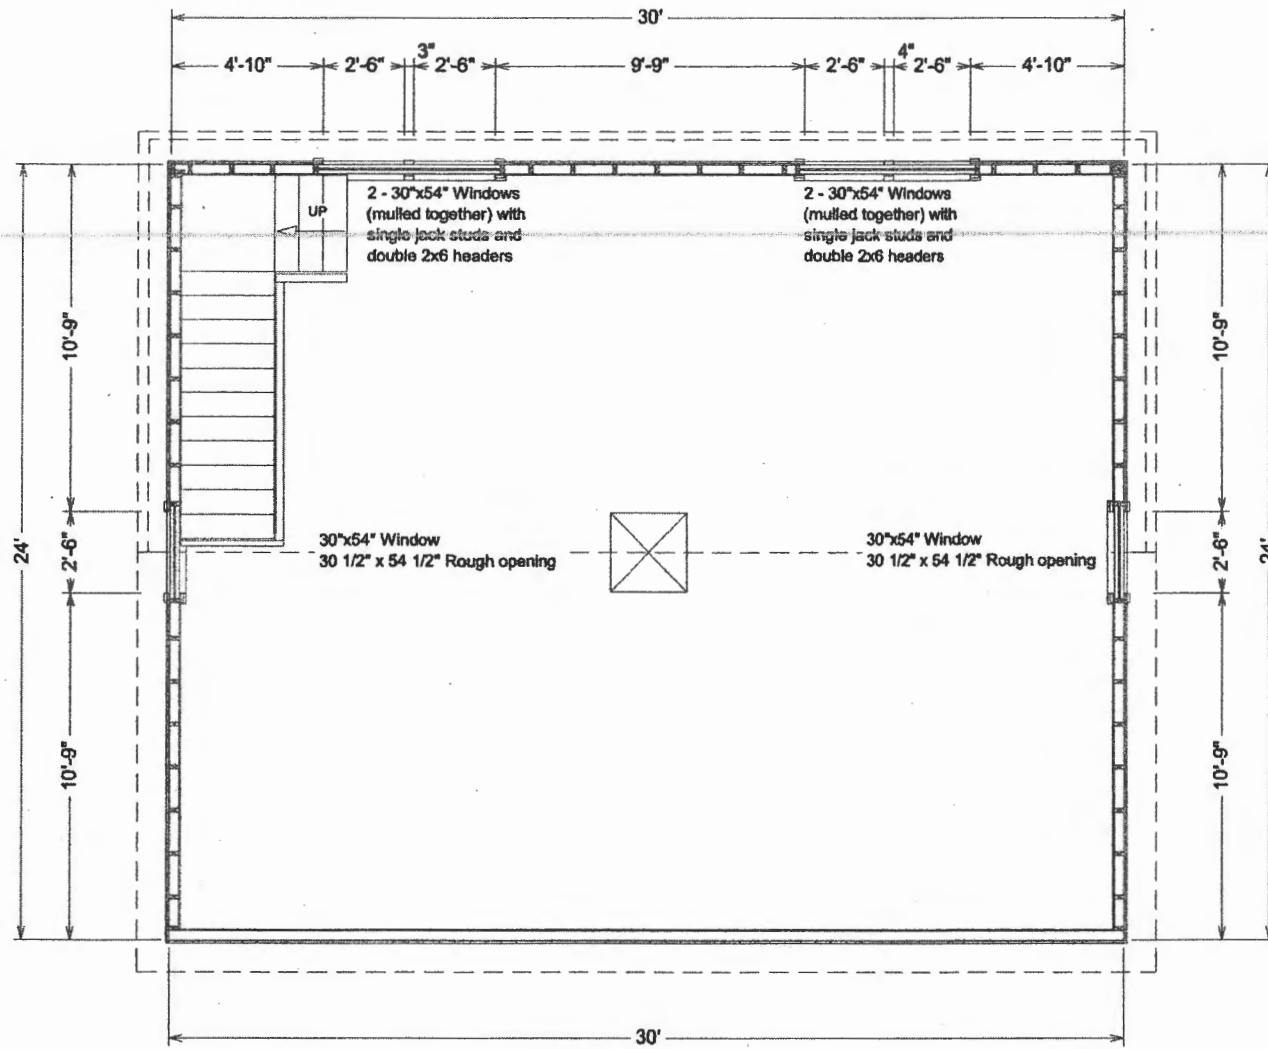 30'
3" 4"
4'-10" 2'-6" 2'-6" 9'-9" 2'-6" 2'-6" 4'-10"
2 - 30"x54" Windows
(mulled together) with
single jack studs and
double 2x6 headers
2 - 30"x54" Windows
(mulled together) with
single jack studs and
double 2x6 headers
UP
10'-9"
10'-9"
24'
2'-6"
30"x54" Window
30 1/2" x 54 1/2" Rough opening
30"x54" Window
30 1/2" x 54 1/2" Rough opening
2'-6"
24'
10'-9"
10'-9"
30'